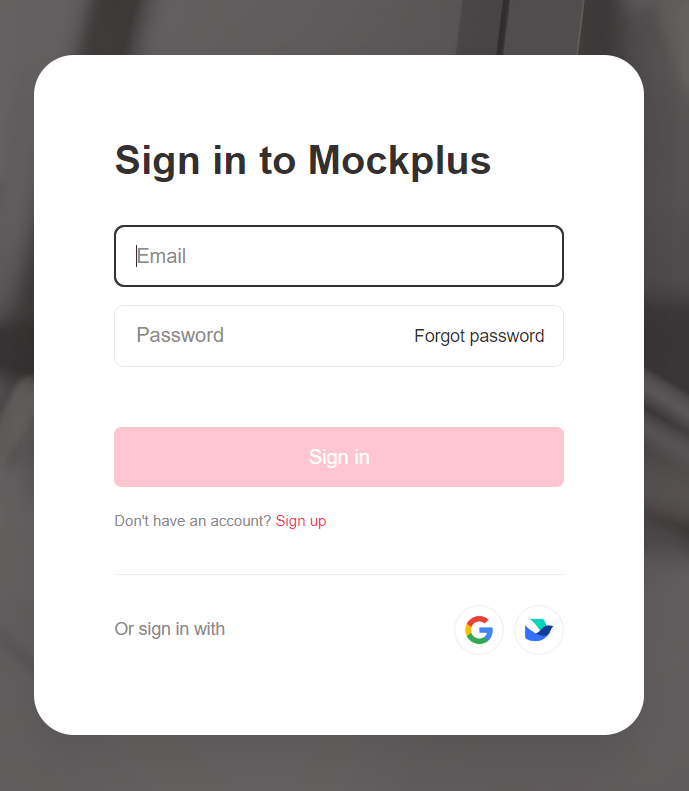 Sign in to Mockplus
Email
Password Forgot password
Sign in
Don't have an account? Sign up
Or sign in with